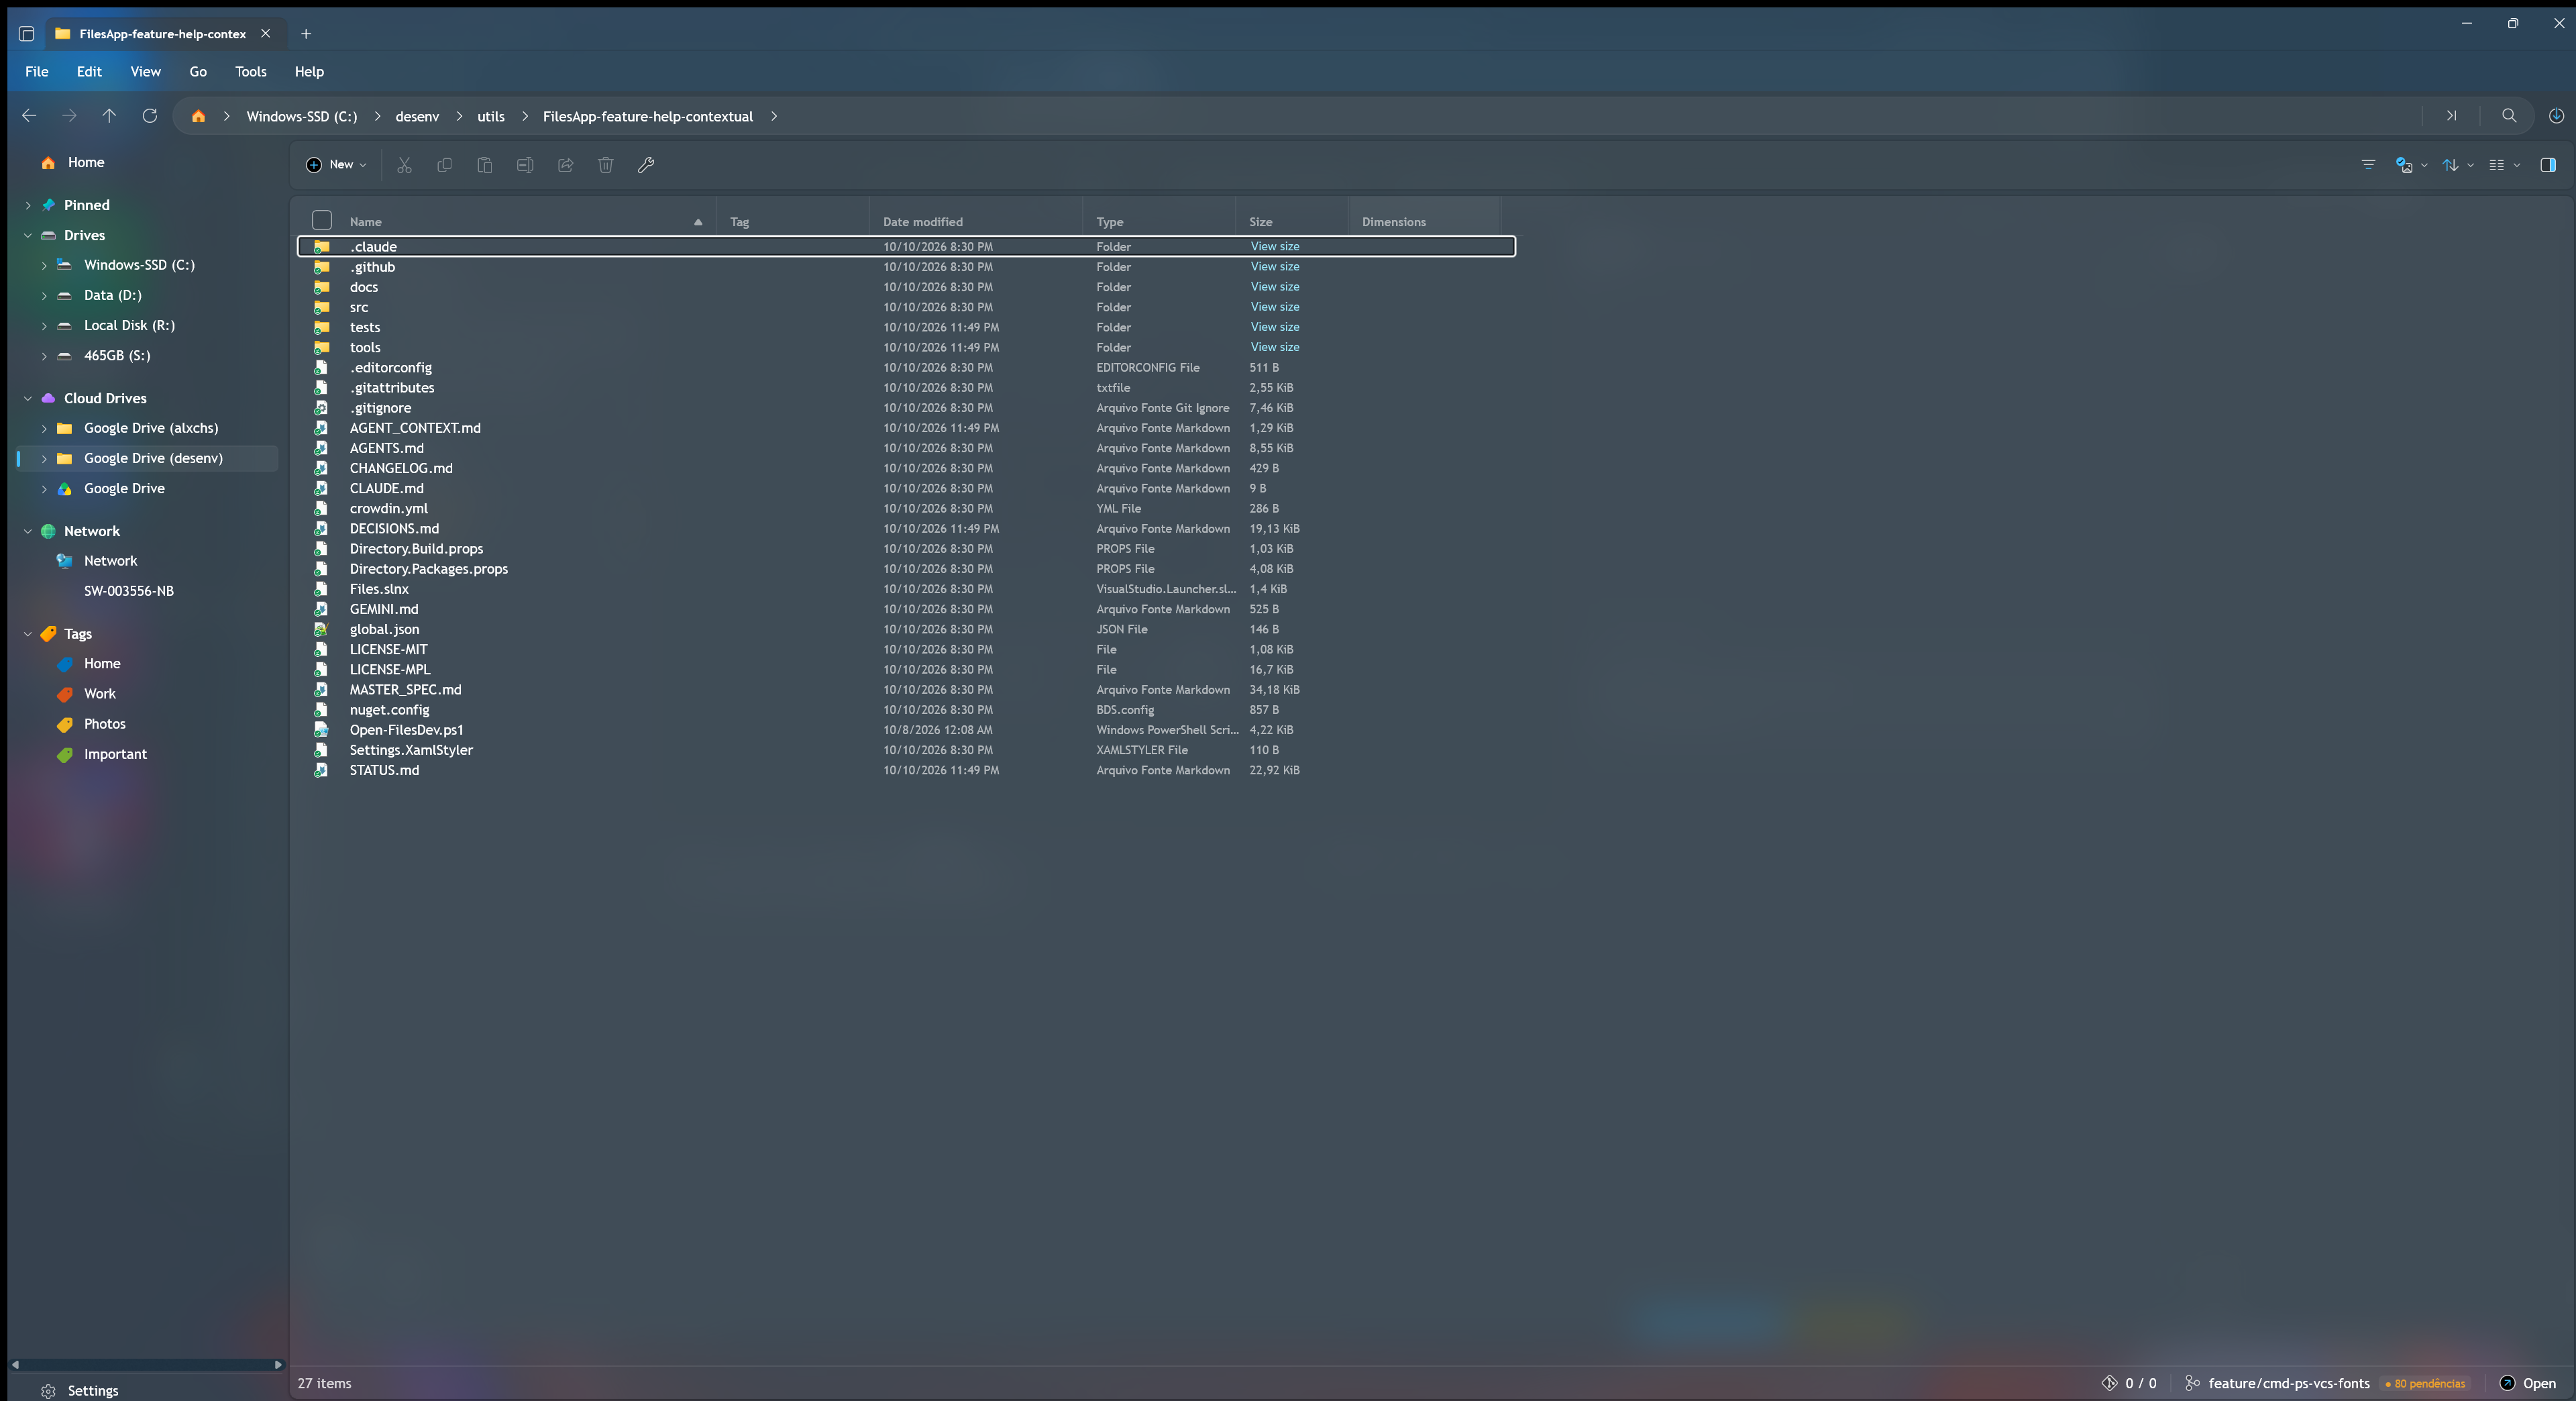 FilesApp-feature-help-contex
File Edit View Go Tools Help
Windows-SSD (C:) desenv utils FilesApp-feature-help-contextual
Home
Pinned
Drives
Windows-SSD (C:)
Data (D:)
Local Disk (R:)
465GB (S:)
Cloud Drives
Google Drive (alxchs)
Google Drive (desenv)
Google Drive
Network
Network
SW-003556-NB
Tags
Home
Work
Photos
Important
Settings
New
Name Tag Date modified Type Size Dimensions
.claude 10/10/2026 8:30 PM Folder View size
.github 10/10/2026 8:30 PM Folder View size
docs 10/10/2026 8:30 PM Folder View size
src 10/10/2026 8:30 PM Folder View size
tests 10/10/2026 11:49 PM Folder View size
tools 10/10/2026 11:49 PM Folder View size
.editorconfig 10/10/2026 8:30 PM EDITORCONFIG File 511 B
.gitattributes 10/10/2026 8:30 PM txtfile 2,55 KiB
.gitignore 10/10/2026 8:30 PM Arquivo Fonte Git Ignore 7,46 KiB
AGENT_CONTEXT.md 10/10/2026 11:49 PM Arquivo Fonte Markdown 1,29 KiB
AGENTS.md 10/10/2026 8:30 PM Arquivo Fonte Markdown 8,55 KiB
CHANGELOG.md 10/10/2026 8:30 PM Arquivo Fonte Markdown 429 B
CLAUDE.md 10/10/2026 8:30 PM Arquivo Fonte Markdown 9 B
crowdin.yml 10/10/2026 8:30 PM YML File 286 B
DECISIONS.md 10/10/2026 11:49 PM Arquivo Fonte Markdown 19,13 KiB
Directory.Build.props 10/10/2026 8:30 PM PROPS File 1,03 KiB
Directory.Packages.props 10/10/2026 8:30 PM PROPS File 4,08 KiB
Files.slnx 10/10/2026 8:30 PM VisualStudio.Launcher.sl... 1,4 KiB
GEMINI.md 10/10/2026 8:30 PM Arquivo Fonte Markdown 525 B
global.json 10/10/2026 8:30 PM JSON File 146 B
LICENSE-MIT 10/10/2026 8:30 PM File 1,08 KiB
LICENSE-MPL 10/10/2026 8:30 PM File 16,7 KiB
MASTER_SPEC.md 10/10/2026 8:30 PM Arquivo Fonte Markdown 34,18 KiB
nuget.config 10/10/2026 8:30 PM BDS.config 857 B
Open-FilesDev.ps1 10/8/2026 12:08 AM Windows PowerShell Scri... 4,22 KiB
Settings.XamlStyler 10/10/2026 8:30 PM XAMLSTYLER File 110 B
STATUS.md 10/10/2026 11:49 PM Arquivo Fonte Markdown 22,92 KiB
27 items
0 / 0 feature/cmd-ps-vcs-fonts • 80 pendências Open